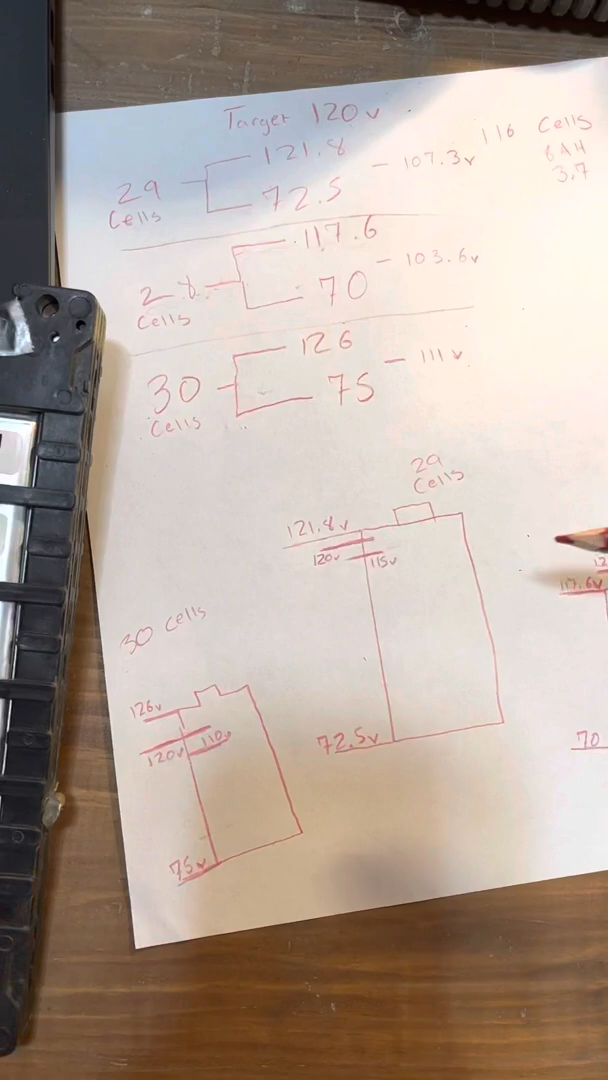 Target 120v
116 Cells
6AH
3.7
29 Cells
121.8
72.5
- 107.3v
28 Cells
117.6
70
- 103.6v
30 Cells
126
75
- 111v
29 Cells
121.8v
120v
115v
72.5v
30 cells
126v
120v
110v
75v
117.6v
70